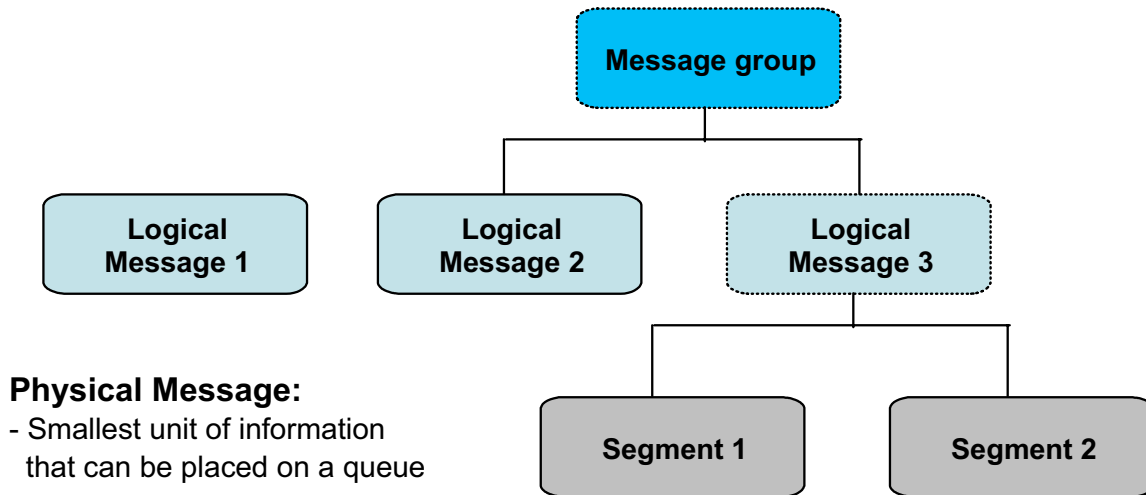 Message group
Logical
Message 1
Logical
Message 2
Logical
Message 3
Physical Message:
- Smallest unit of information
that can be placed on a queue
Segment 1
Segment 2